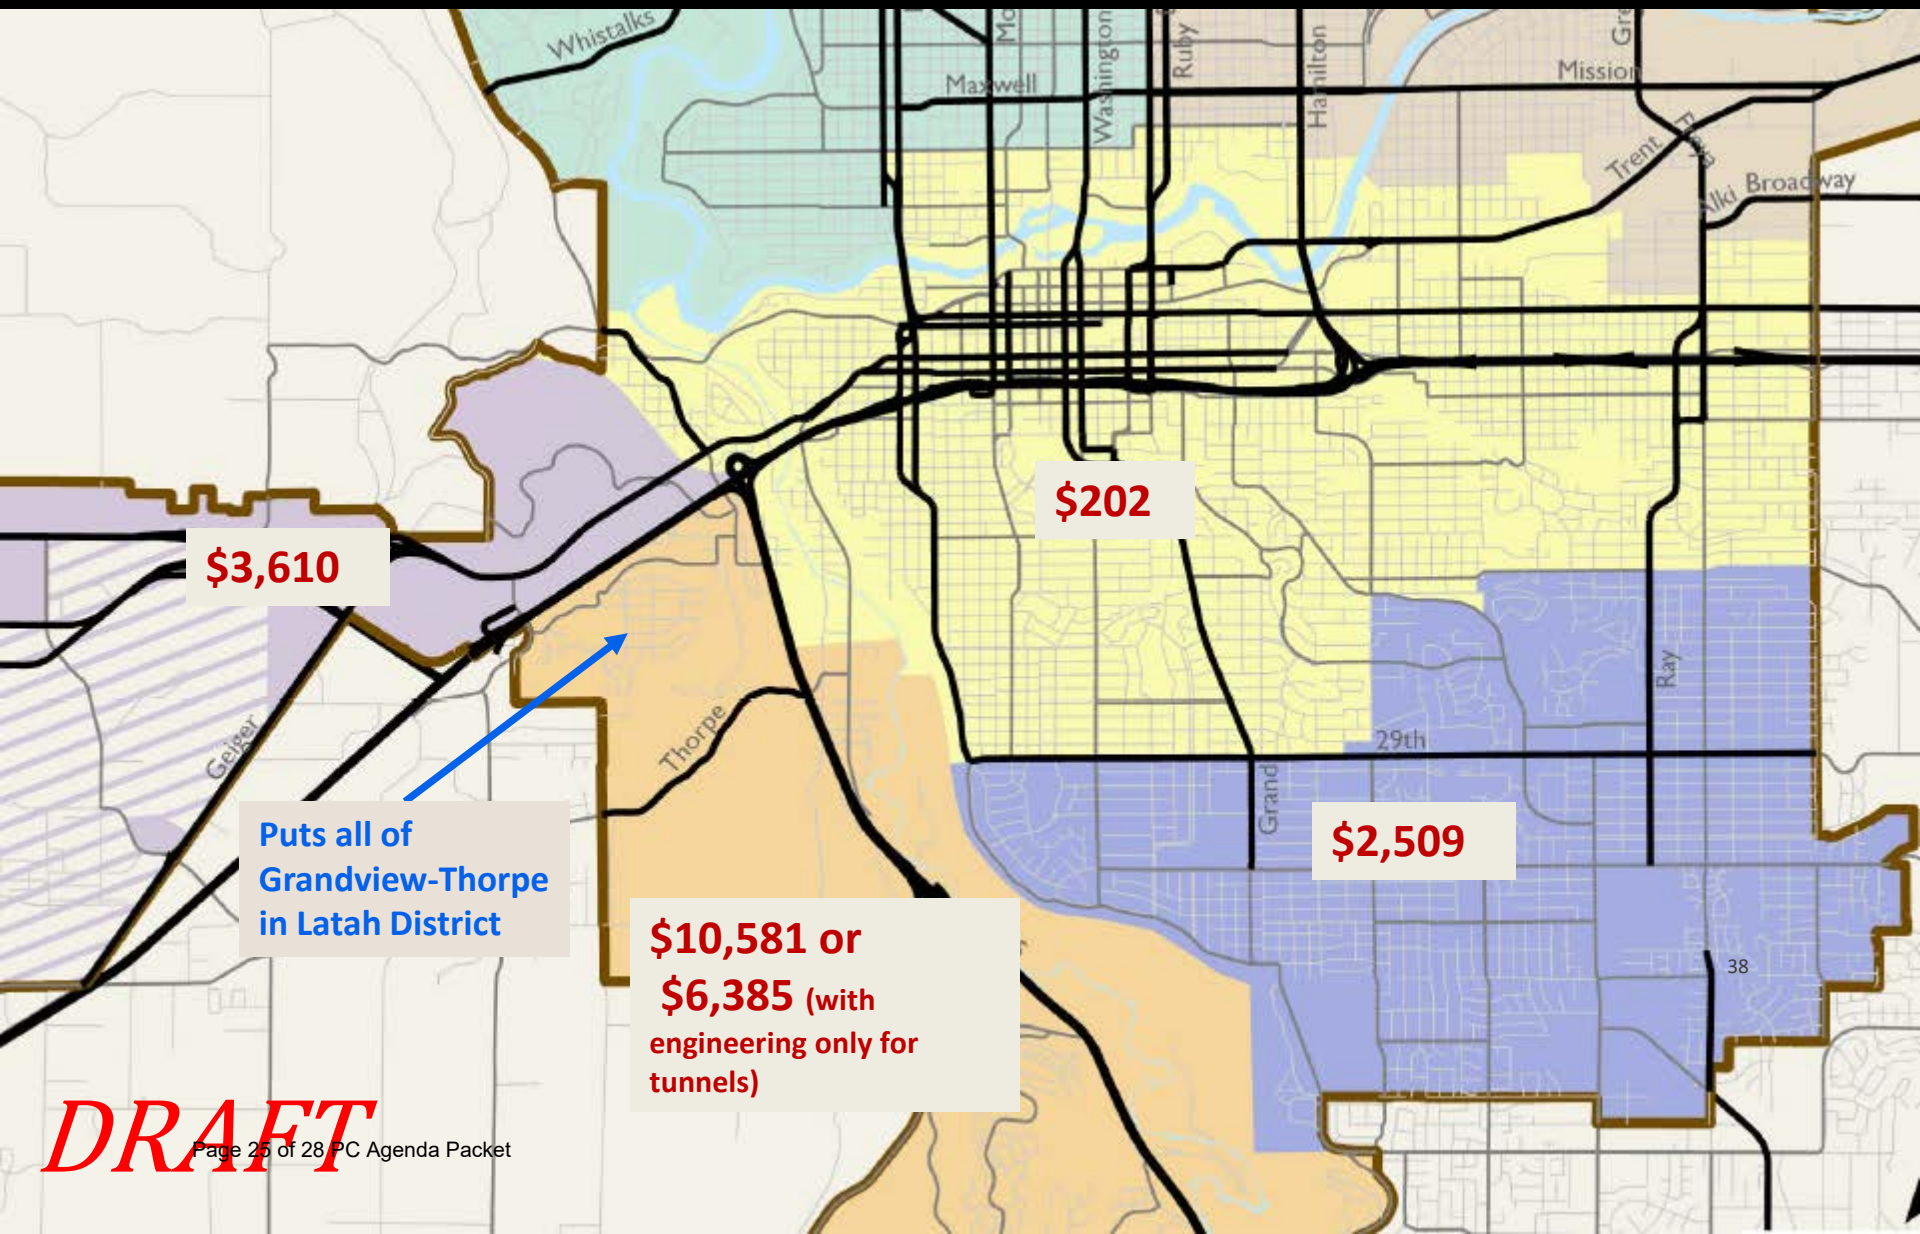 Whistalks
Maxwell
Washington
Ruby
Hamilton
Mission
Trent
Freya
Alki
Broadway
$202
$3,610
Geiger
Thorpe
Ray
29th
Grand
Puts all of
Grandview-Thorpe
in Latah District
$2,509
$10,581 or
$6,385 (with
engineering only for
tunnels)
38
DRAFT
Page 25 of 28 PC Agenda Packet